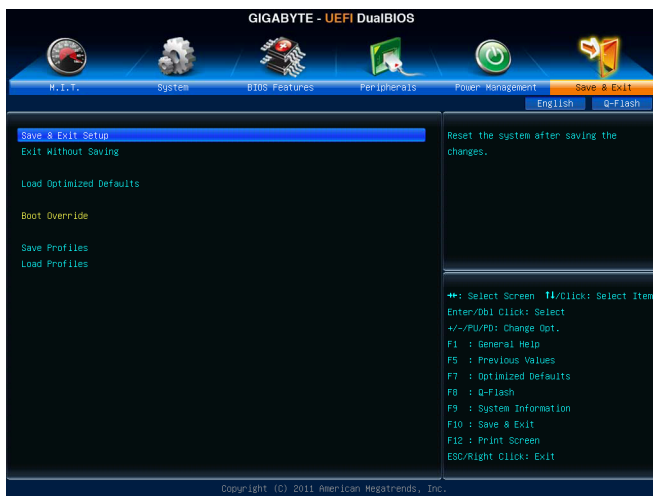 GIGABYTE - UEFI DualBIOS
M.I.T.
System
BIOS Features
Peripherals
Power Management
Save & Exit
English
Q-Flash
Save & Exit Setup
Exit Without Saving
Load Optimized Defaults
Boot Override
Save Profiles
Load Profiles
Reset the system after saving the
changes.
→←: Select Screen ↑↓/Click: Select Item
Enter/Dbl Click: Select
+/-/PU/PD: Change Opt.
F1 : General Help
F5 : Previous Values
F7 : Optimized Defaults
F8 : Q-Flash
F9 : System Information
F10 : Save & Exit
F12 : Print Screen
ESC/Right Click: Exit
Copyright (C) 2011 American Megatrends, Inc.